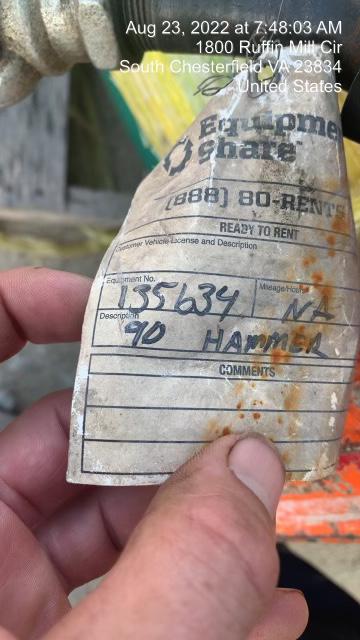 Aug 23, 2022 at 7:48:03 AM
1800 Ruffin Mill Cir
South Chesterfield VA 23834
United States
Equipme
Share
(888) 80-RENTS
READY TO RENT
Customer Vehicle License and Description
Equipment No. Mileage/Hours
135634 NA
Description
90 HAMMER
COMMENTS